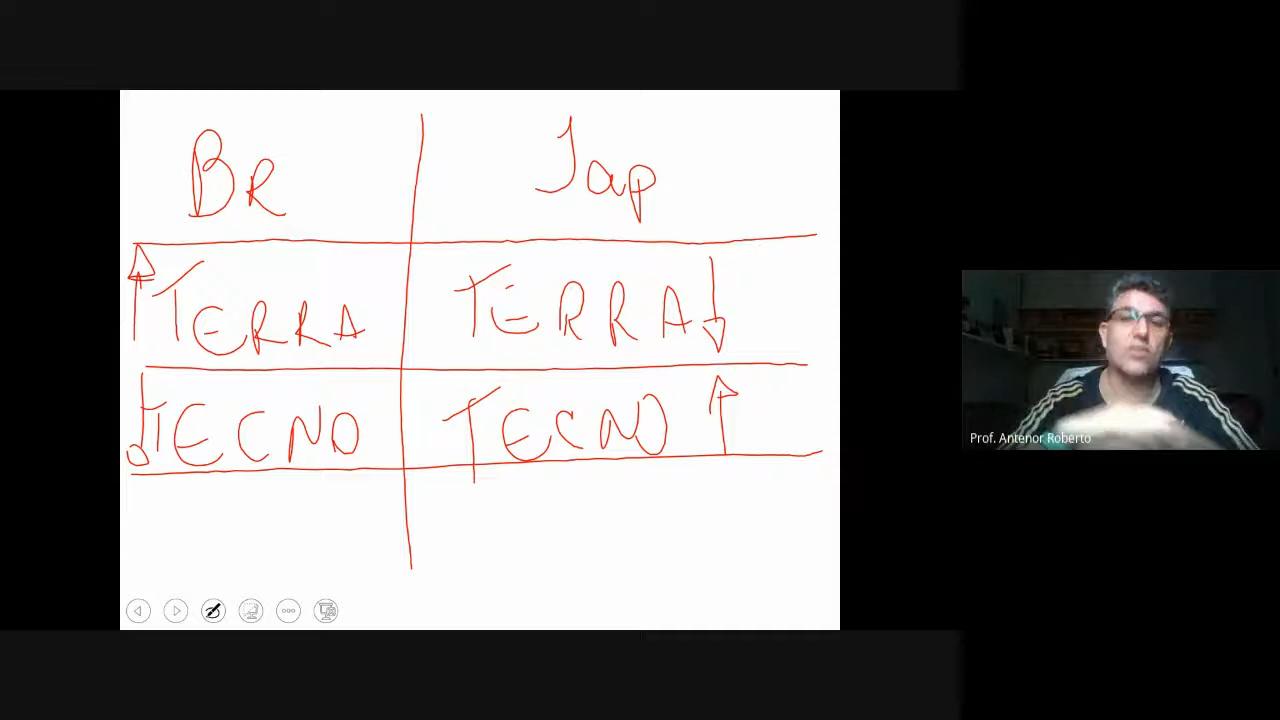 Br Jap
↑TERRA TERRA↓
↓TECNO TECNO↑
Prof. Antenor Roberto